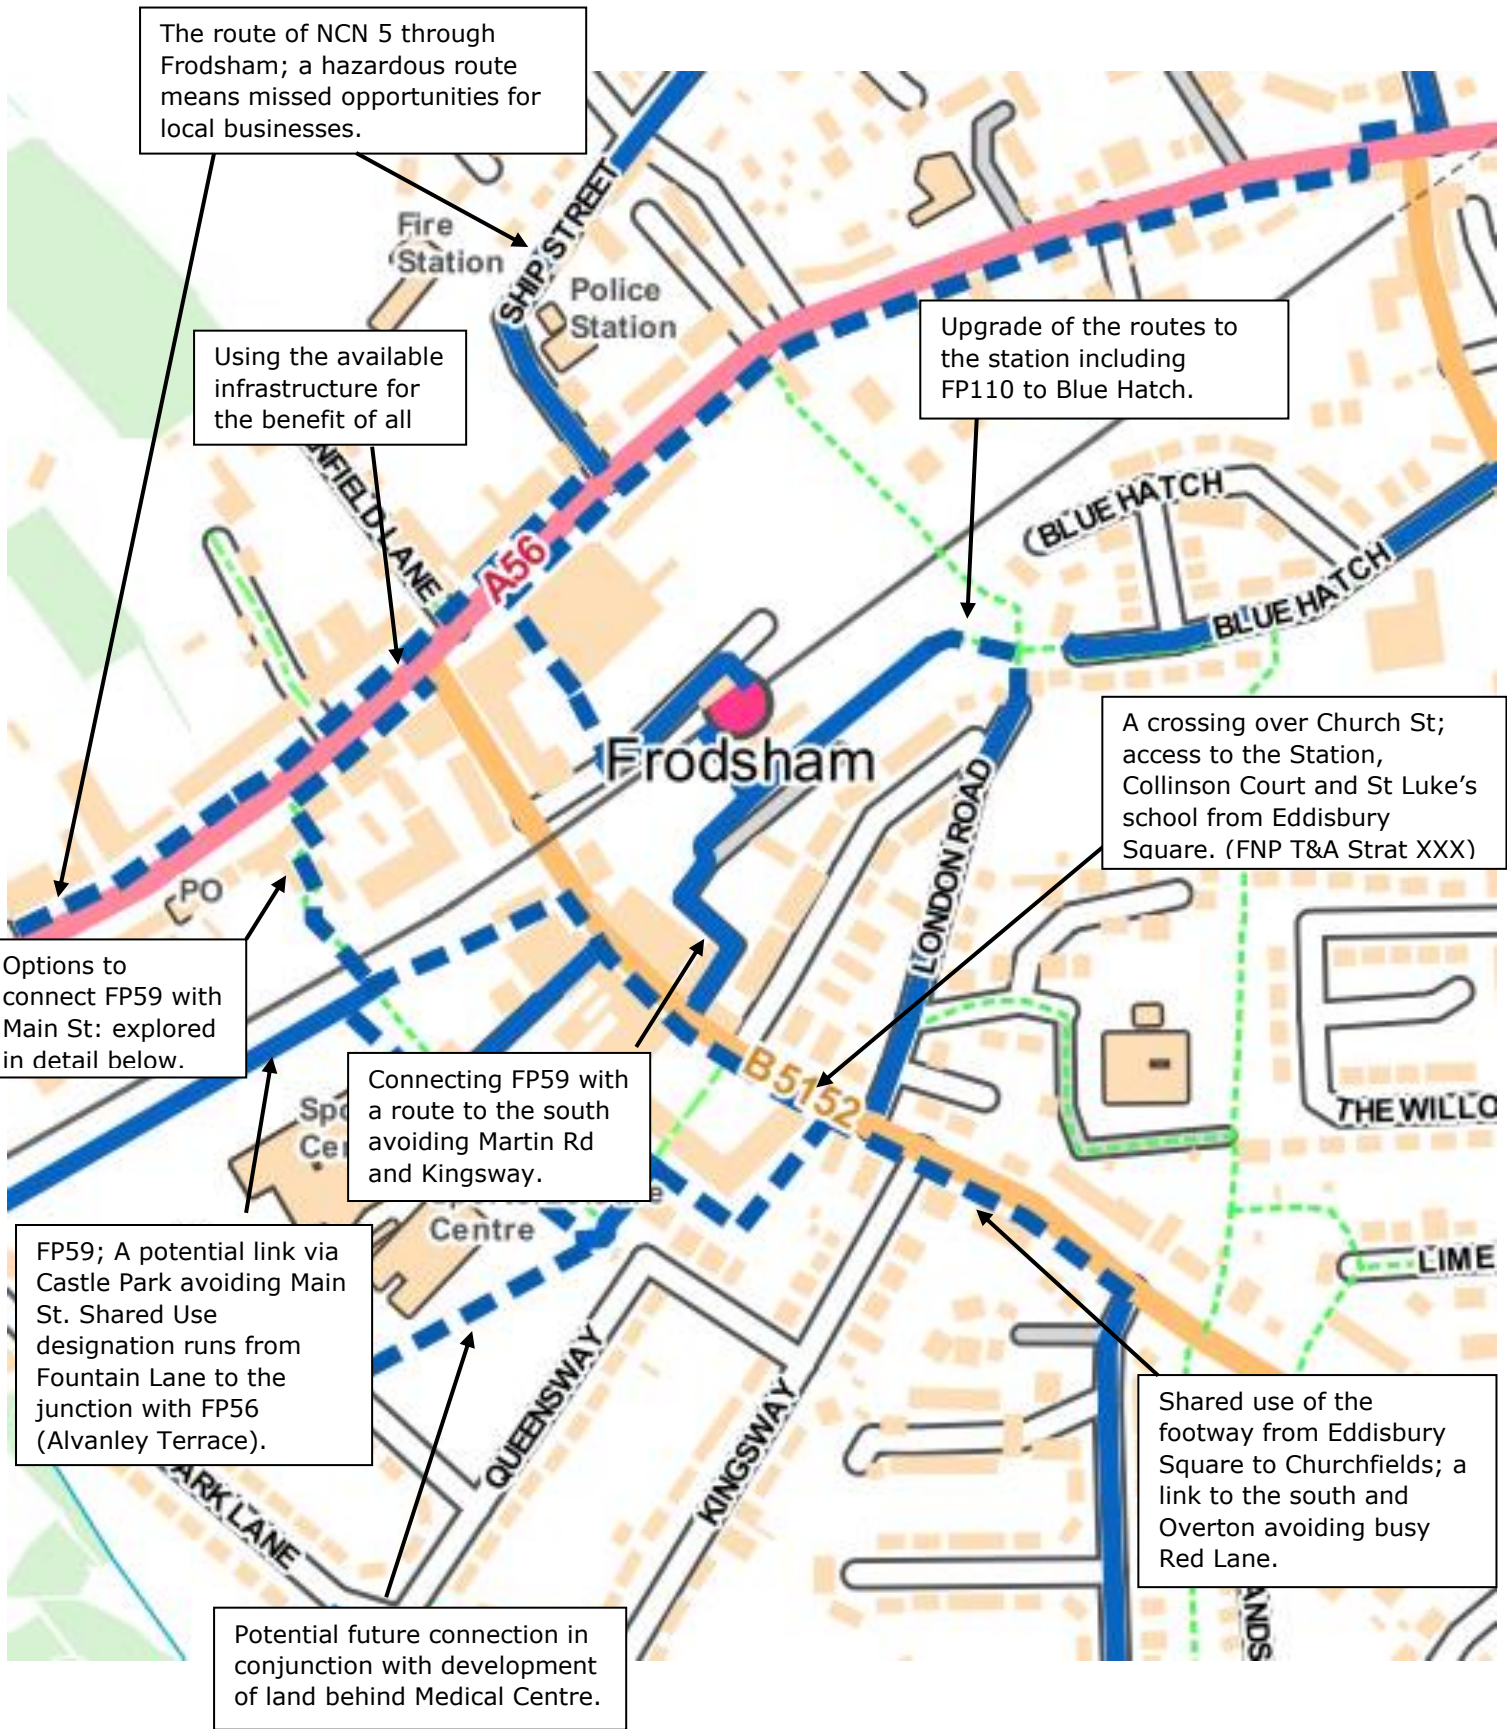 The route of NCN 5 through
Frodsham; a hazardous route
means missed opportunities for
local businesses.
SHIP STREET
Fire
Station
Police
Station
Using the available
infrastructure for
the benefit of all
Upgrade of the routes to
the station including
FP110 to Blue Hatch.
NFIELD LANE
A56
BLUE HATCH
BLUE HATCH
Frodsham
A crossing over Church St;
access to the Station,
Collinson Court and St Luke’s
school from Eddisbury
Square. (FNP T&A Strat XXX)
LONDON ROAD
PO
Options to
connect FP59 with
Main St: explored
in detail below.
Connecting FP59 with
a route to the south
avoiding Martin Rd
and Kingsway.
B 5152
THE WILLO
Spo
Cen
Centre
FP59; A potential link via
Castle Park avoiding Main
St. Shared Use
designation runs from
Fountain Lane to the
junction with FP56
(Alvanley Terrace).
LIME
QUEENSWAY
KINGSWAY
ARK LANE
Shared use of the
footway from Eddisbury
Square to Churchfields; a
link to the south and
Overton avoiding busy
Red Lane.
ANDS
Potential future connection in
conjunction with development
of land behind Medical Centre.